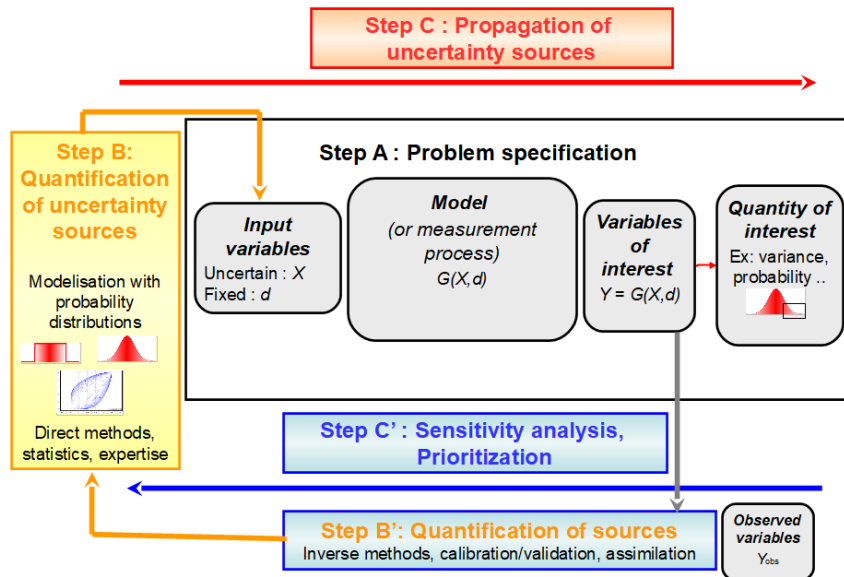 Step C : Propagation of
uncertainty sources
Step A : Problem specification
Step B:
Quantification
of uncertainty
sources
Modelisation with
probability
distributions
Direct methods,
statistics, expertise
Input
variables
Uncertain : X
Fixed : d
Model
(or measurement
process)
G(X,d)
Variables
of
interest
Y = G(X,d)
Quantity of
interest
Ex: variance,
probability ..
Step C’ : Sensitivity analysis,
Prioritization
Step B’: Quantification of sources
Inverse methods, calibration/validation, assimilation
Observed
variables
Yobs